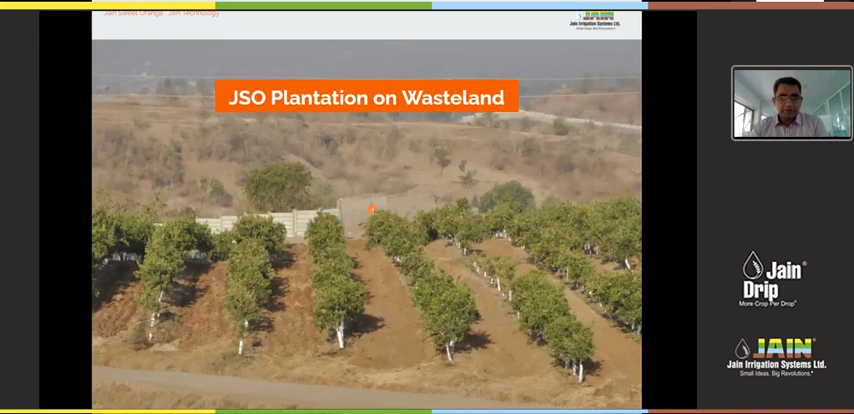 Jain Sweet Orange Jain Technology
JAIN
Jain Irrigation Systems Ltd.
Small Ideas. Big Revolutions.®
JSO Plantation on Wasteland
Jain®
Drip
More Crop Per Drop®
JAIN®
Jain Irrigation Systems Ltd.
Small Ideas. Big Revolutions.®